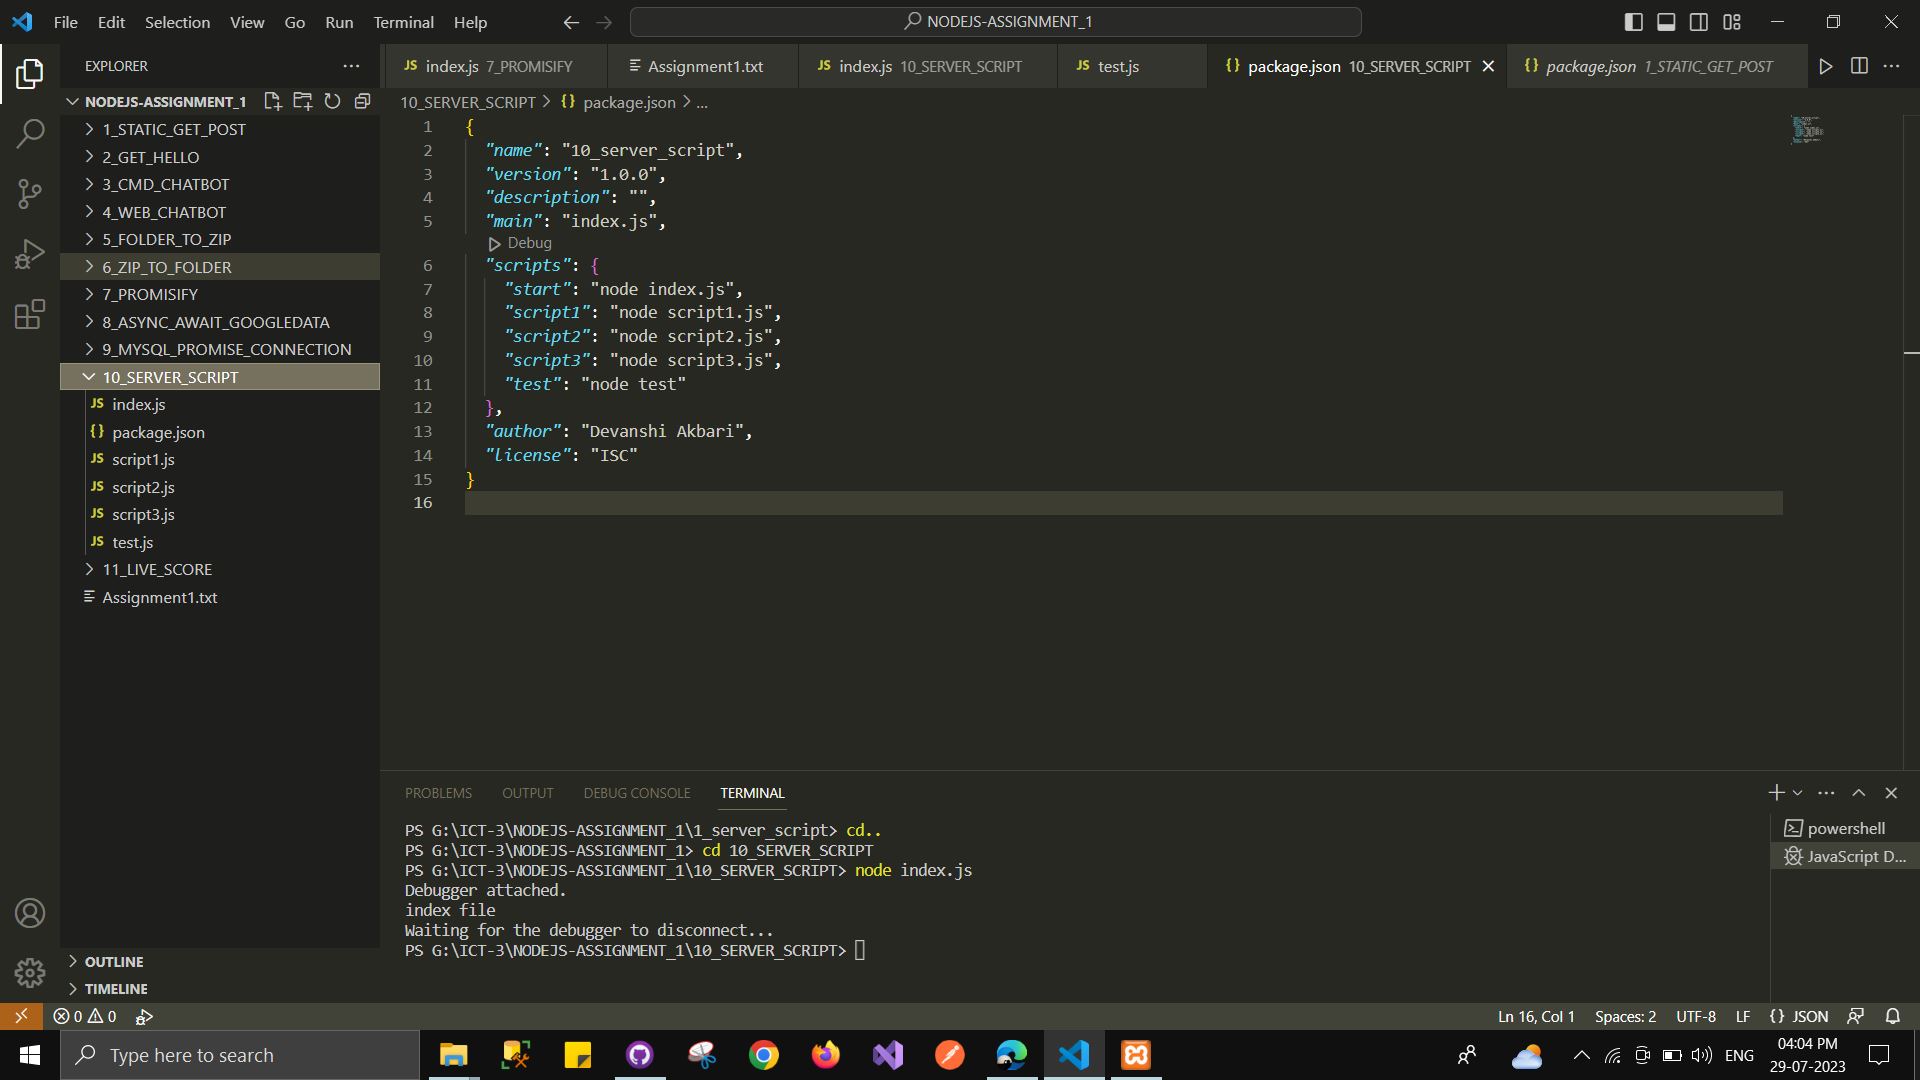 File Edit Selection View Go Run Terminal Help
NODEJS-ASSIGNMENT_1
EXPLORER
NODEJS-ASSIGNMENT_1
1_STATIC_GET_POST
2_GET_HELLO
3_CMD_CHATBOT
4_WEB_CHATBOT
5_FOLDER_TO_ZIP
6_ZIP_TO_FOLDER
7_PROMISIFY
8_ASYNC_AWAIT_GOOGLEDATA
9_MYSQL_PROMISE_CONNECTION
10_SERVER_SCRIPT
JS index.js
{} package.json
JS script1.js
JS script2.js
JS script3.js
JS test.js
11_LIVE_SCORE
Assignment1.txt
OUTLINE
TIMELINE
JS index.js 7_PROMISIFY
Assignment1.txt
JS index.js 10_SERVER_SCRIPT
JS test.js
{} package.json 10_SERVER_SCRIPT
{} package.json 1_STATIC_GET_POST
10_SERVER_SCRIPT > {} package.json > ...
1 {
2 "name": "10_server_script",
3 "version": "1.0.0",
4 "description": "",
5 "main": "index.js",
Debug
6 "scripts": {
7 "start": "node index.js",
8 "script1": "node script1.js",
9 "script2": "node script2.js",
10 "script3": "node script3.js",
11 "test": "node test"
12 },
13 "author": "Devanshi Akbari",
14 "license": "ISC"
15 }
16
PROBLEMS OUTPUT DEBUG CONSOLE TERMINAL
PS G:\ICT-3\NODEJS-ASSIGNMENT_1\1_server_script> cd..
PS G:\ICT-3\NODEJS-ASSIGNMENT_1> cd 10_SERVER_SCRIPT
PS G:\ICT-3\NODEJS-ASSIGNMENT_1\10_SERVER_SCRIPT> node index.js
Debugger attached.
index file
Waiting for the debugger to disconnect...
PS G:\ICT-3\NODEJS-ASSIGNMENT_1\10_SERVER_SCRIPT>
powershell
JavaScript D...
0 0
Ln 16, Col 1 Spaces: 2 UTF-8 LF {} JSON
Type here to search
ENG
04:04 PM
29-07-2023